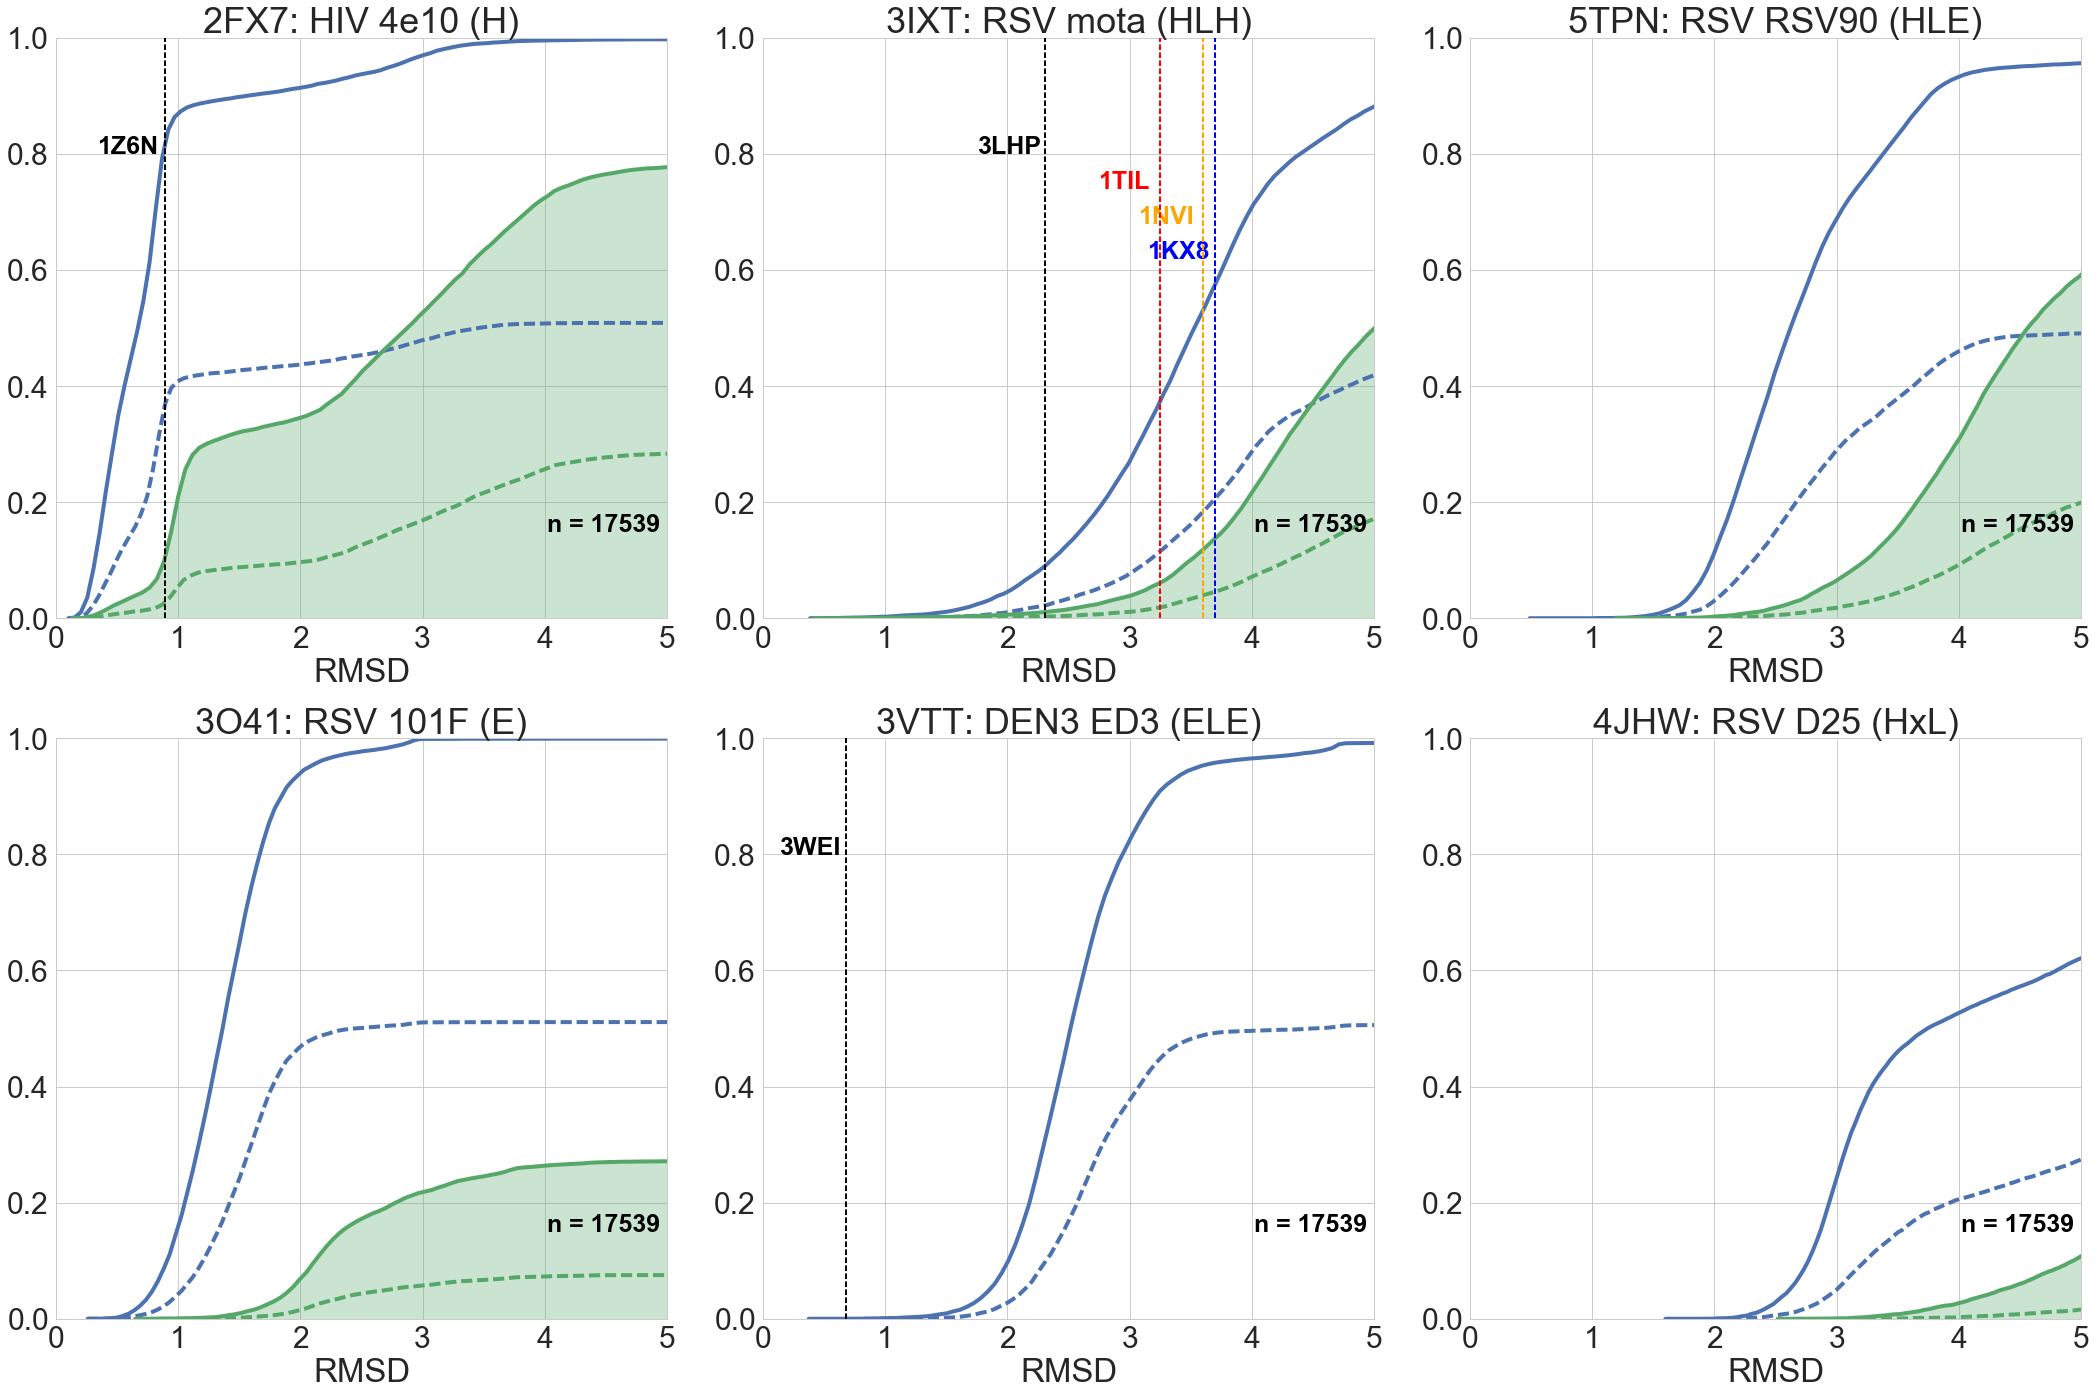 2FX7: HIV 4e10 (H)
1.0
0.8
0.6
0.4
0.2
0.0
1Z6N
n = 17539
0 1 2 3 4 5
RMSD
3IXT: RSV mota (HLH)
1.0
0.8
0.6
0.4
0.2
0.0
3LHP
1TIL
1NVI
1KX8
n = 17539
0 1 2 3 4 5
RMSD
5TPN: RSV RSV90 (HLE)
1.0
0.8
0.6
0.4
0.2
0.0
n = 17539
0 1 2 3 4 5
RMSD
3O41: RSV 101F (E)
1.0
0.8
0.6
0.4
0.2
0.0
n = 17539
0 1 2 3 4 5
RMSD
3VTT: DEN3 ED3 (ELE)
1.0
0.8
0.6
0.4
0.2
0.0
3WEI
n = 17539
0 1 2 3 4 5
RMSD
4JHW: RSV D25 (HxL)
1.0
0.8
0.6
0.4
0.2
0.0
n = 17539
0 1 2 3 4 5
RMSD